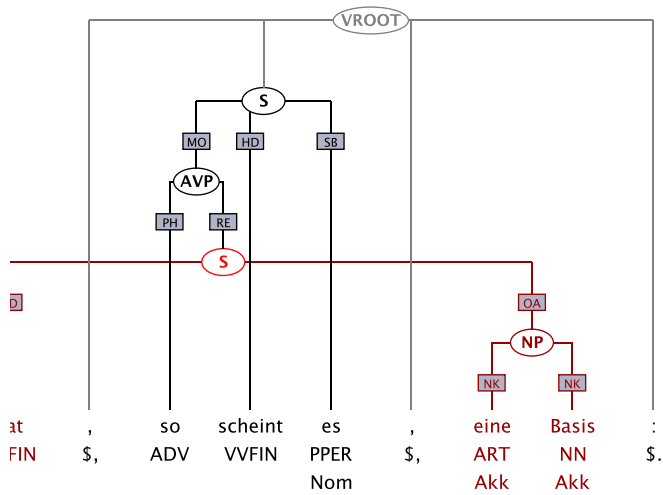 VROOT
S
MO HD SB
AVP
PH RE
S
OA
NP
NK NK
at , so scheint es , eine Basis :
FIN $, ADV VVFIN PPER $, ART NN $.
Nom Akk Akk